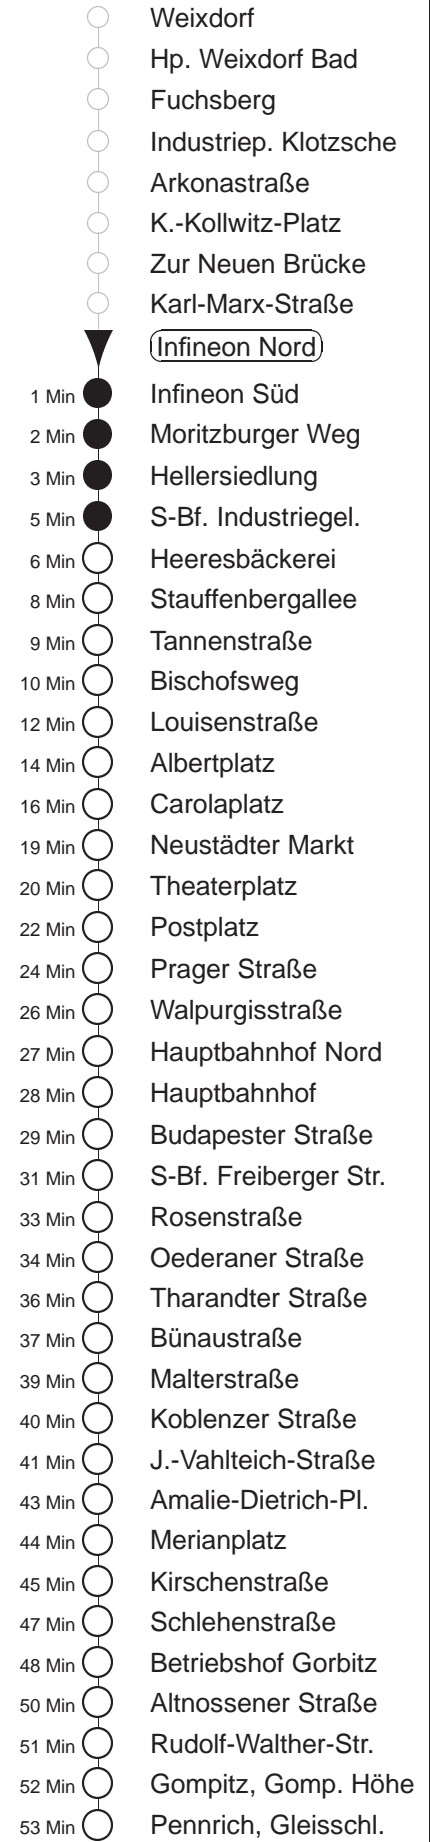 Weixdorf
Hp. Weixdorf Bad
Fuchsberg
Industriep. Klotzsche
Arkonastraße
K.-Kollwitz-Platz
Zur Neuen Brücke
Karl-Marx-Straße
Infineon Nord
1 Min Infineon Süd
2 Min Moritzburger Weg
3 Min Hellersiedlung
5 Min S-Bf. Industriegel.
6 Min Heeresbäckerei
8 Min Stauffenbergallee
9 Min Tannenstraße
10 Min Bischofsweg
12 Min Louisenstraße
14 Min Albertplatz
16 Min Carolaplatz
19 Min Neustädter Markt
20 Min Theaterplatz
22 Min Postplatz
24 Min Prager Straße
26 Min Walpurgisstraße
27 Min Hauptbahnhof Nord
28 Min Hauptbahnhof
29 Min Budapester Straße
31 Min S-Bf. Freiberger Str.
33 Min Rosenstraße
34 Min Oederaner Straße
36 Min Tharandter Straße
37 Min Bünaustraße
39 Min Malterstraße
40 Min Koblenzer Straße
41 Min J.-Vahlteich-Straße
43 Min Amalie-Dietrich-Pl.
44 Min Merianplatz
45 Min Kirschenstraße
47 Min Schlehenstraße
48 Min Betriebshof Gorbitz
50 Min Altnossener Straße
51 Min Rudolf-Walther-Str.
52 Min Gompitz, Gomp. Höhe
53 Min Pennrich, Gleisschl.